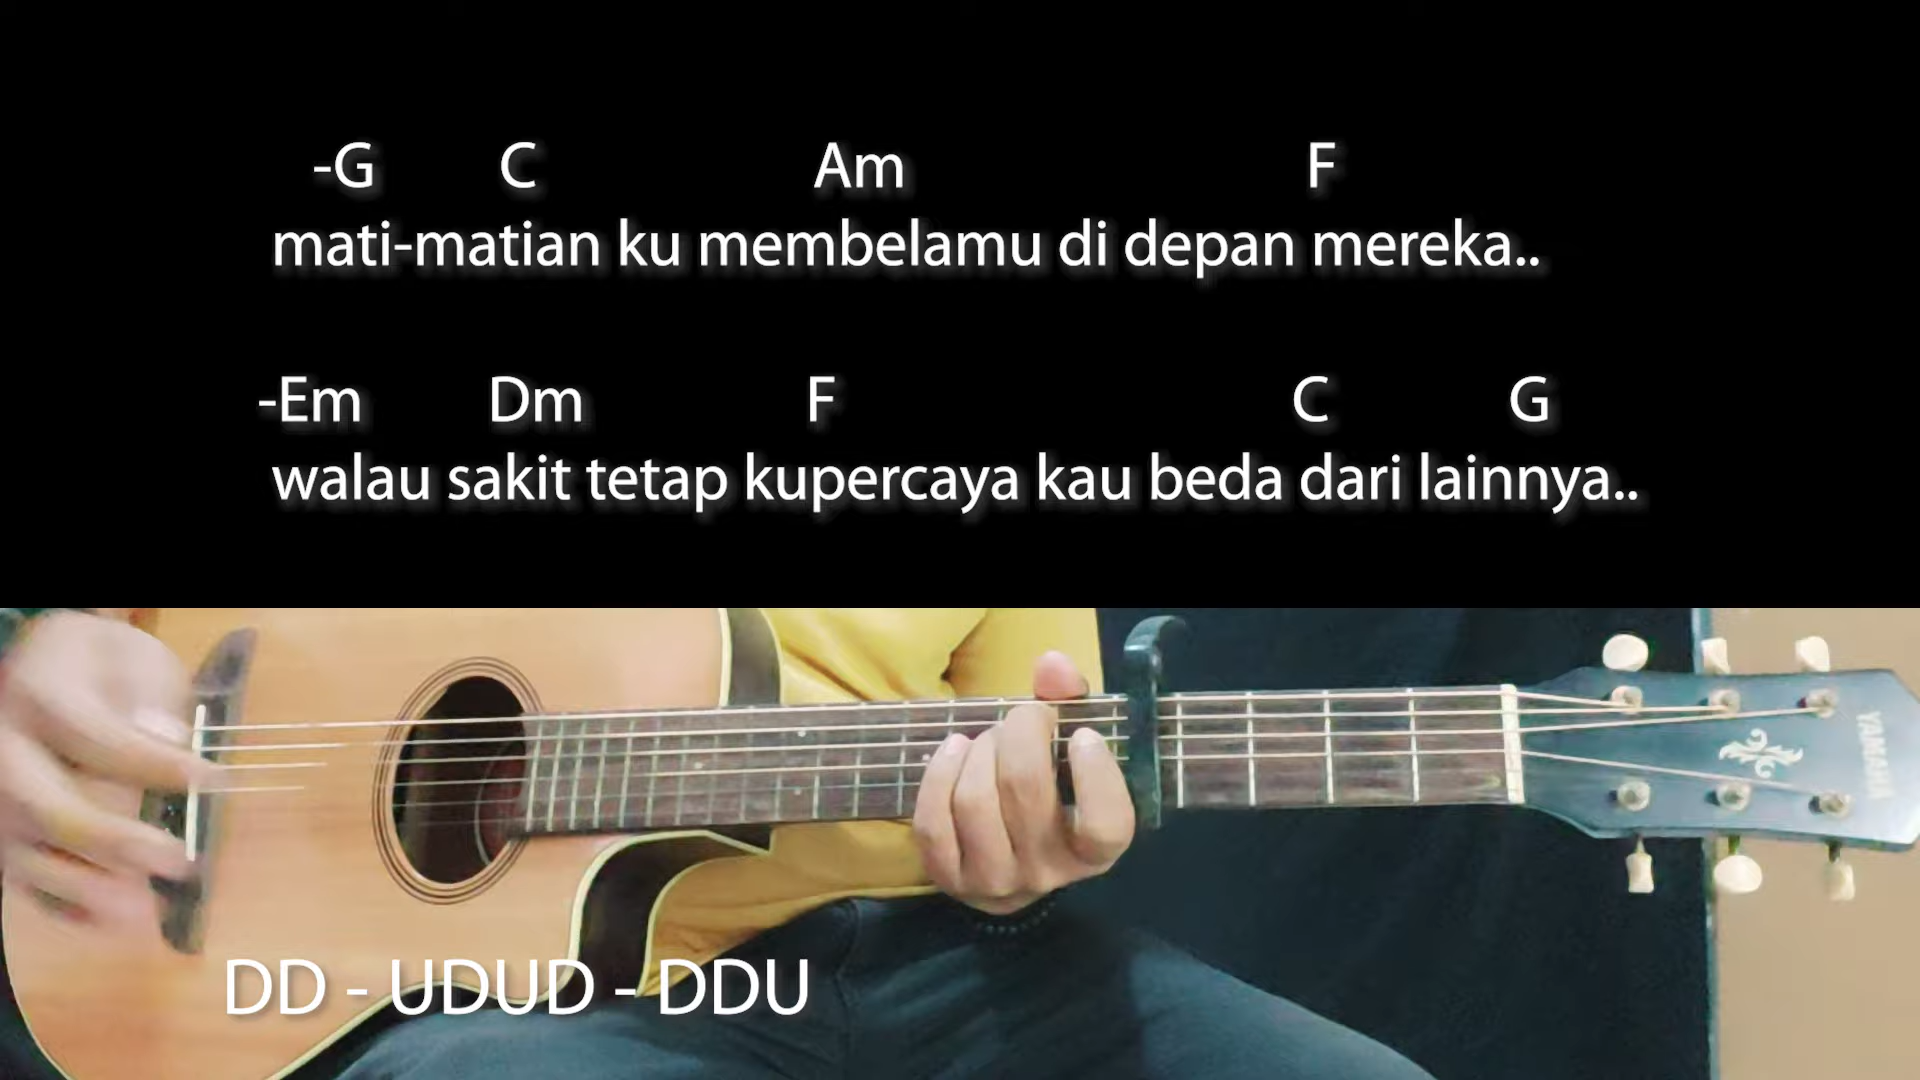 -G C Am F
mati-matian ku membelamu di depan mereka..
-Em Dm F C G
walau sakit tetap kupercaya kau beda dari lainnya..
YAMAHA
DD - UDUD - DDU